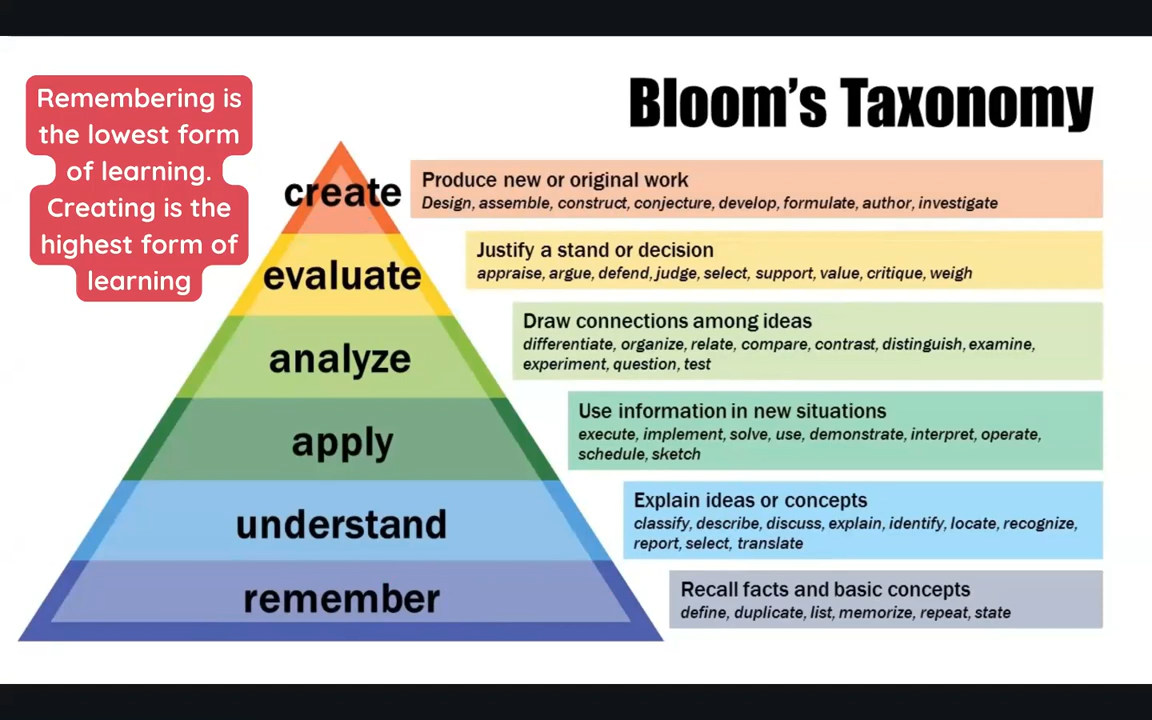 Remembering is
the lowest form
of learning.
Creating is the
highest form of
learning
Bloom's Taxonomy
create
Produce new or original work
Design, assemble, construct, conjecture, develop, formulate, author, investigate
evaluate
Justify a stand or decision
appraise, argue, defend, judge, select, support, value, critique, weigh
analyze
Draw connections among ideas
differentiate, organize, relate, compare, contrast, distinguish, examine,
experiment, question, test
apply
Use information in new situations
execute, implement, solve, use, demonstrate, interpret, operate,
schedule, sketch
understand
Explain ideas or concepts
classify, describe, discuss, explain, identify, locate, recognize,
report, select, translate
remember
Recall facts and basic concepts
define, duplicate, list, memorize, repeat, state